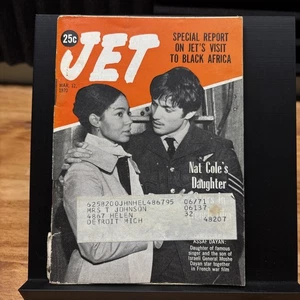 25c
JET
SPECIAL REPORT
ON JET'S VISIT
TO BLACK AFRICA
MAR. 11
Nat Cole's
Daughter
MRS T JOHNSON
4847 HELEN
DETROIT MICH
06/71
06137
32
48207
ASSAF DAYAN:
Daughter of famous
singer and the son of
Israeli General Moshe
Dayan star together
in French war film